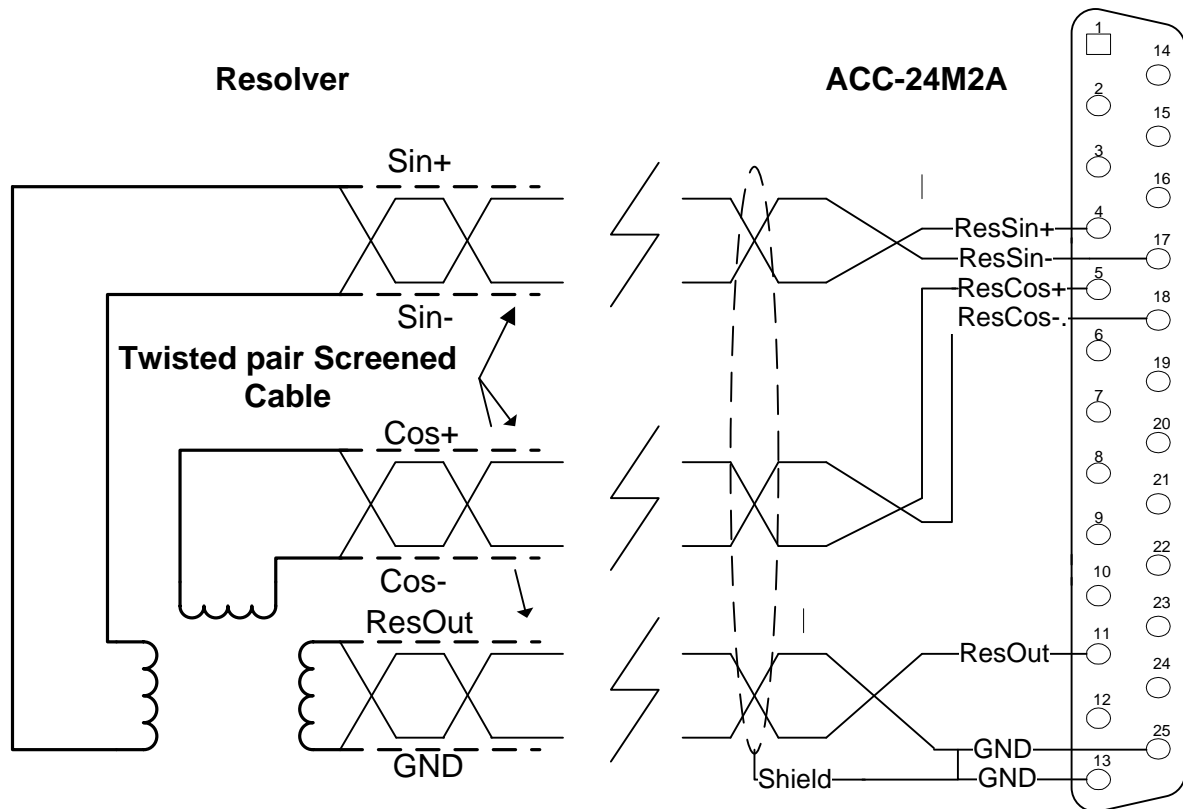 Resolver
ACC-24M2A
Sin+
Sin-
Twisted pair Screened
Cable
Cos+
Cos-
ResOut
GND
ResSin+
ResSin-
ResCos+
ResCos-.
ResOut
GND
Shield
GND
1
2
3
4
5
6
7
8
9
10
11
12
13
14
15
16
17
18
19
20
21
22
23
24
25